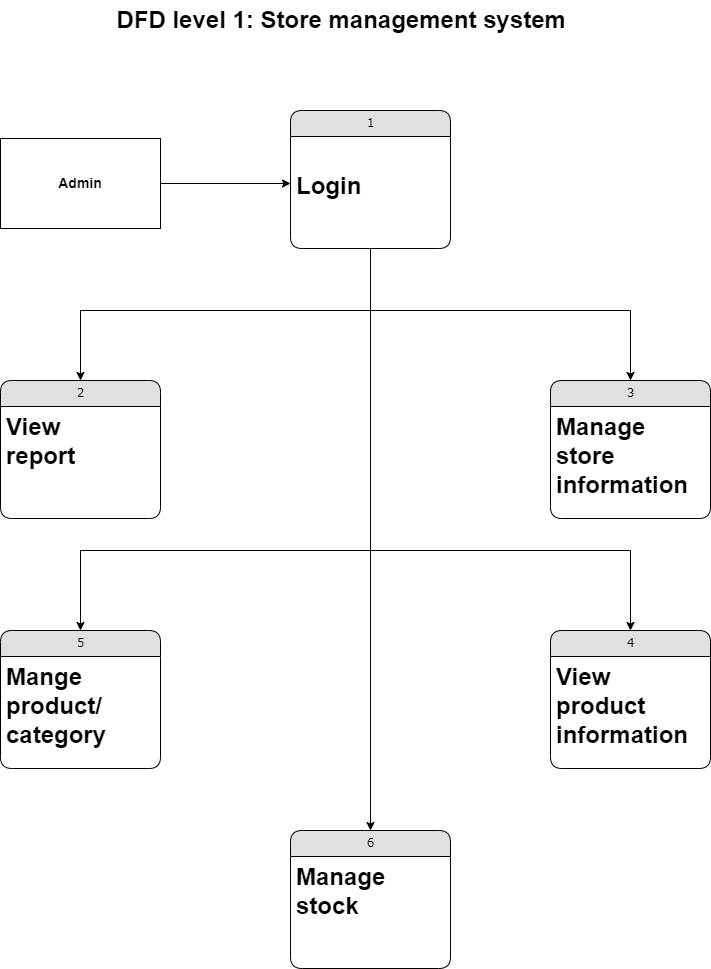 DFD level 1: Store management system
1
Admin
Login
2
View
report
3
Manage
store
information
5
Mange
product/
category
4
View
product
information
6
Manage
stock